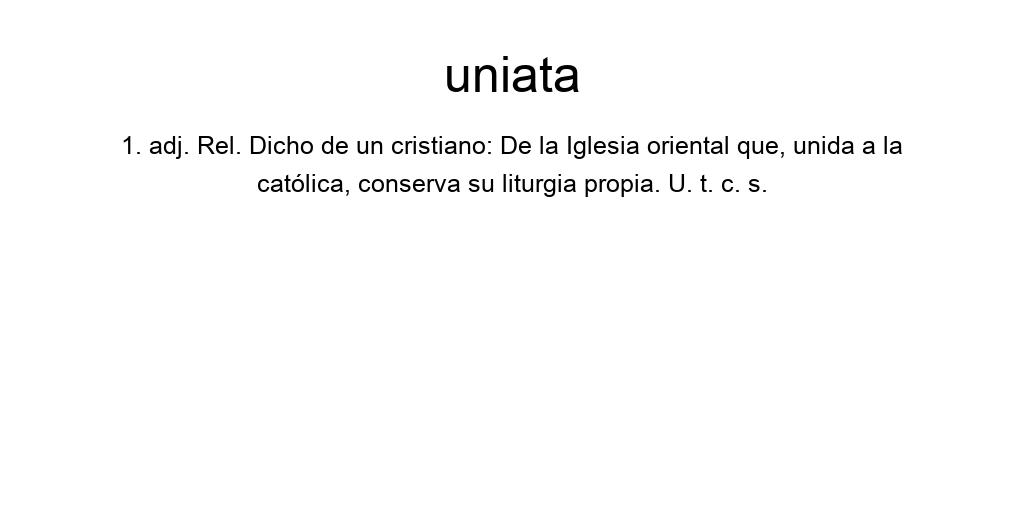 uniata
1. adj. Rel. Dicho de un cristiano: De la Iglesia oriental que, unida a la
católica, conserva su liturgia propia. U. t. c. s.